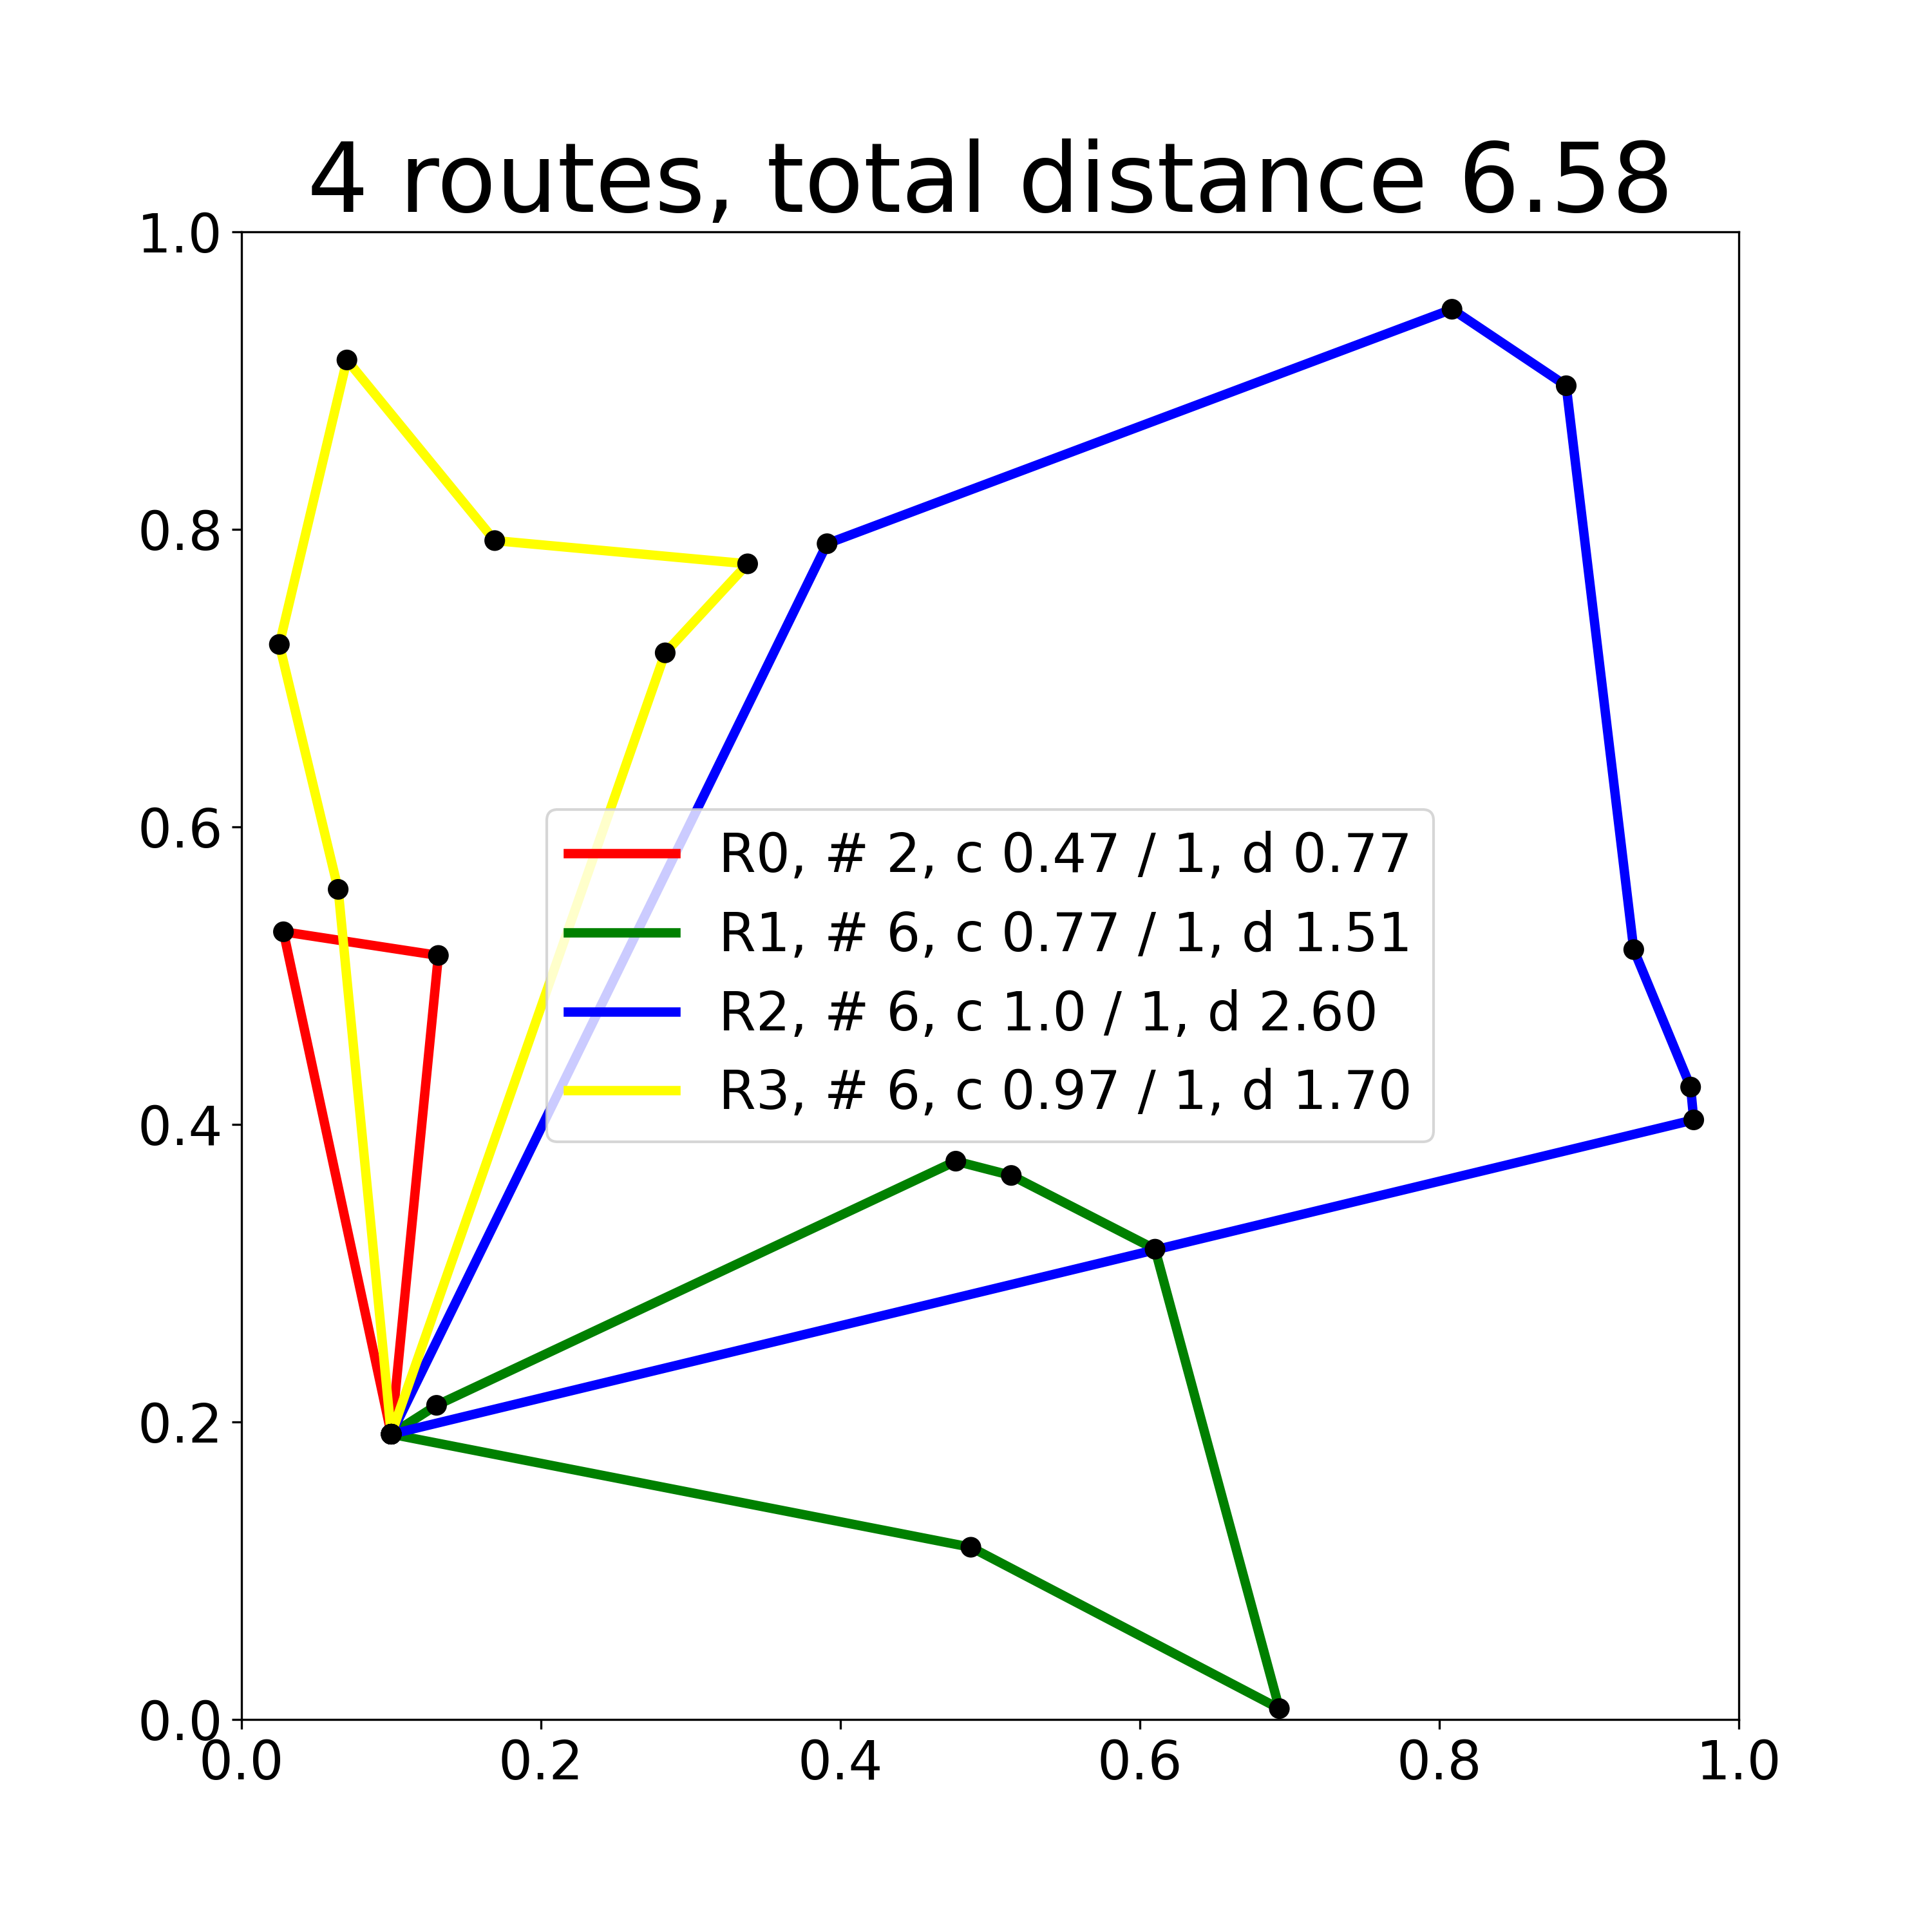 4 routes, total distance 6.58
1.0
0.8
0.6
0.4
0.2
0.0
R0, # 2, c 0.47 / 1, d 0.77
R1, # 6, c 0.77 / 1, d 1.51
R2, # 6, c 1.0 / 1, d 2.60
R3, # 6, c 0.97 / 1, d 1.70
0.0 0.2 0.4 0.6 0.8 1.0